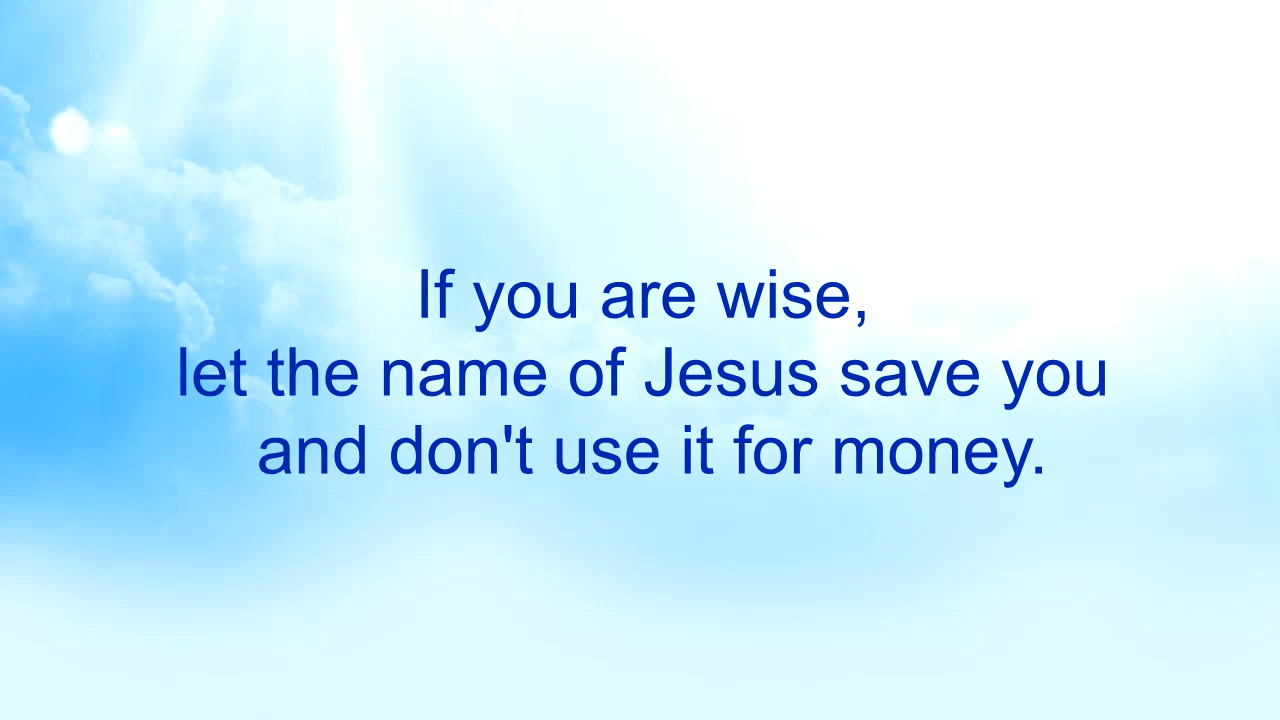 If you are wise,
let the name of Jesus save you
and don't use it for money.